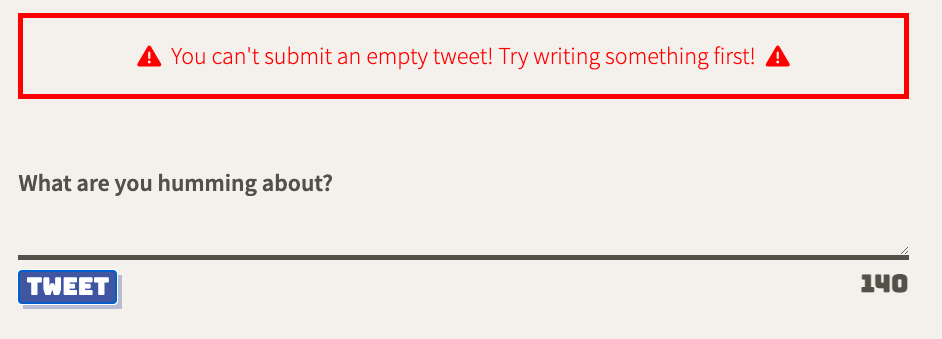 You can't submit an empty tweet! Try writing something first!
What are you humming about?
TWEET
140